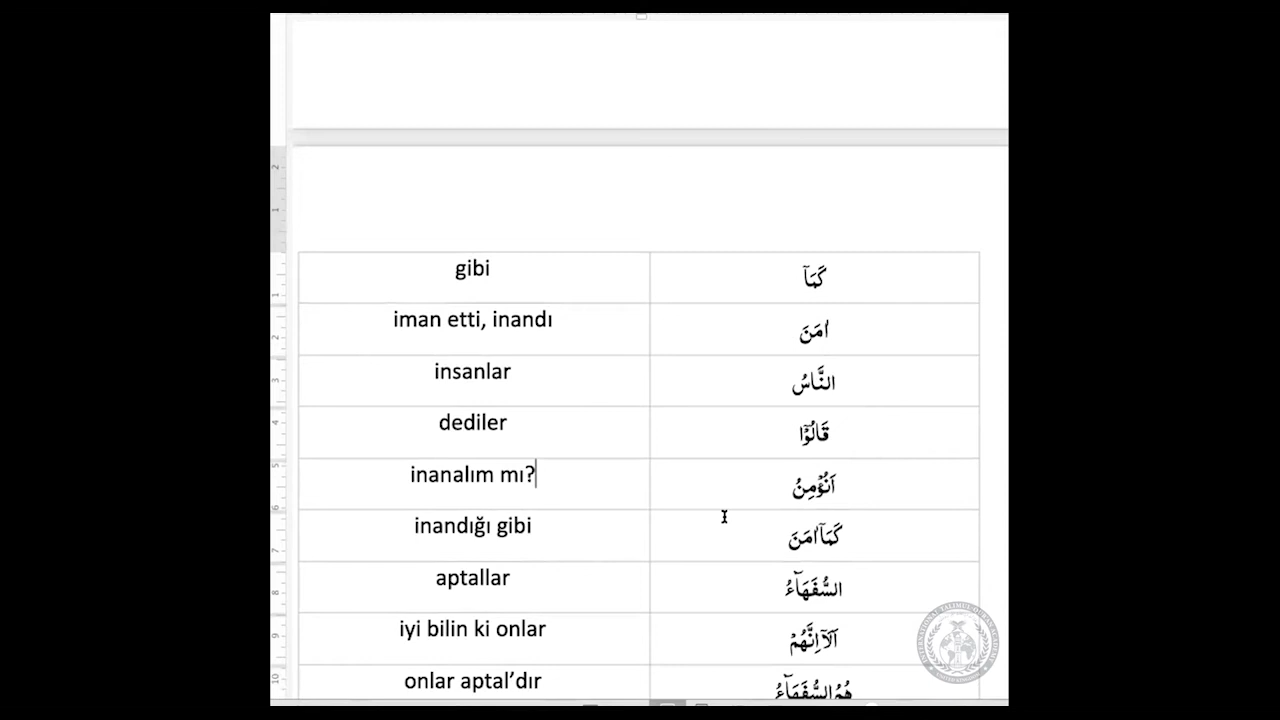 gibi كَمَٓا
iman etti, inandı اٰمَنَ
insanlar النَّاسُ
dediler قَالُٓوا
inanalım mı? اَنُؤْمِنُ
inandığı gibi كَمَٓا اٰمَنَ
aptallar السُّفَهَٓاءُ
iyi bilin ki onlar اَلَٓا اِنَّهُمْ
onlar aptal’dır هُمُ السُّفَهَٓاءُ